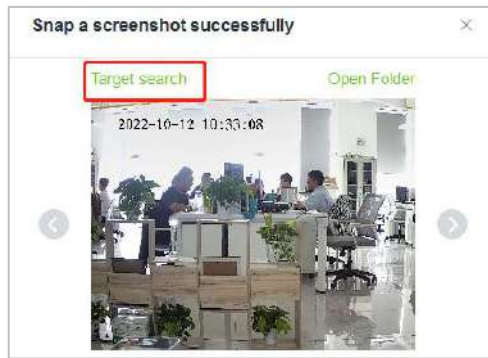 Snap a screenshot successfully
Target search
Open Folder
2022-10-12 10:33:08